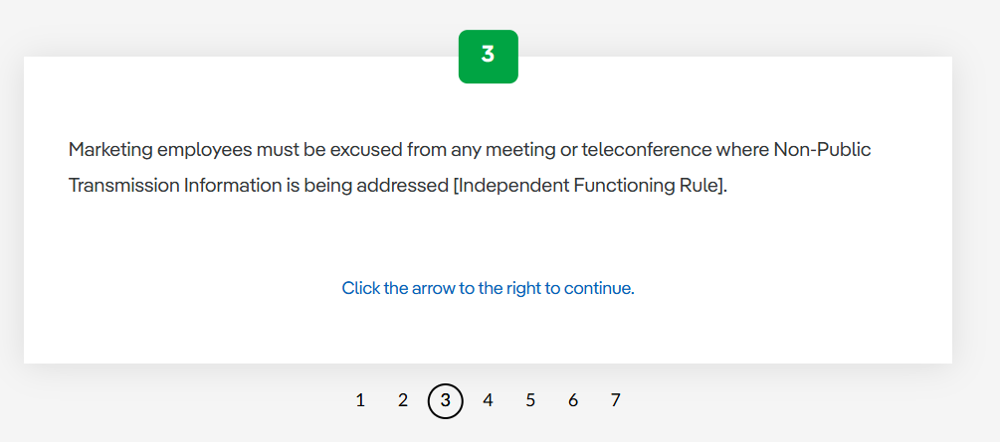 3
Marketing employees must be excused from any meeting or teleconference where Non-Public
Transmission Information is being addressed [Independent Functioning Rule].
Click the arrow to the right to continue.
1 2 3 4 5 6 7